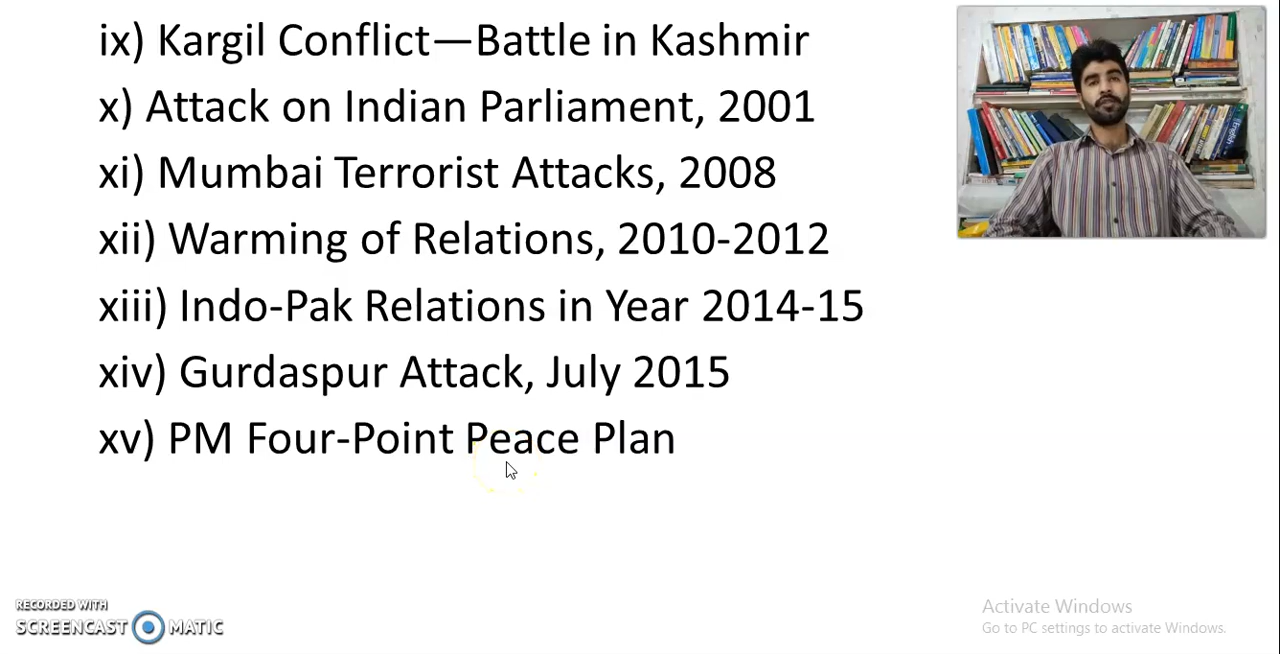 ix) Kargil Conflict—Battle in Kashmir
x) Attack on Indian Parliament, 2001
xi) Mumbai Terrorist Attacks, 2008
xii) Warming of Relations, 2010-2012
xiii) Indo-Pak Relations in Year 2014-15
xiv) Gurdaspur Attack, July 2015
xv) PM Four-Point Peace Plan
RECORDED WITH
SCREENCAST MATIC
Activate Windows
Go to PC settings to activate Windows.
English